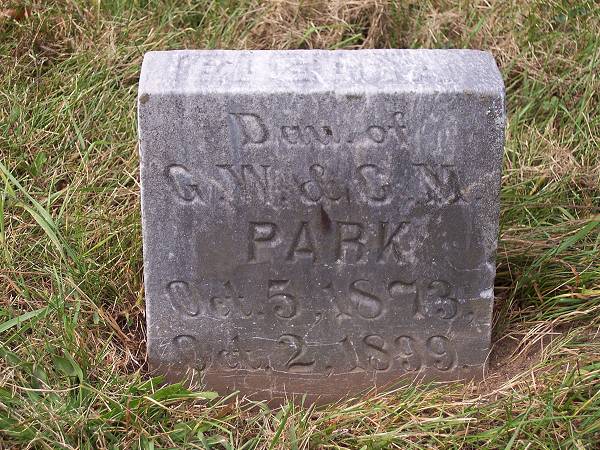 Dau. of
G. W. & C. M.
PARK
Oct. 5, 1873.
Oct. 2, 1899.